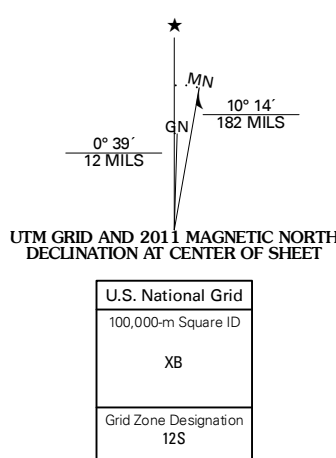 ★
MN
GN
10° 14´
182 MILS
0° 39´
12 MILS
UTM GRID AND 2011 MAGNETIC NORTH
DECLINATION AT CENTER OF SHEET
U.S. National Grid
100,000-m Square ID
XB
Grid Zone Designation
12S